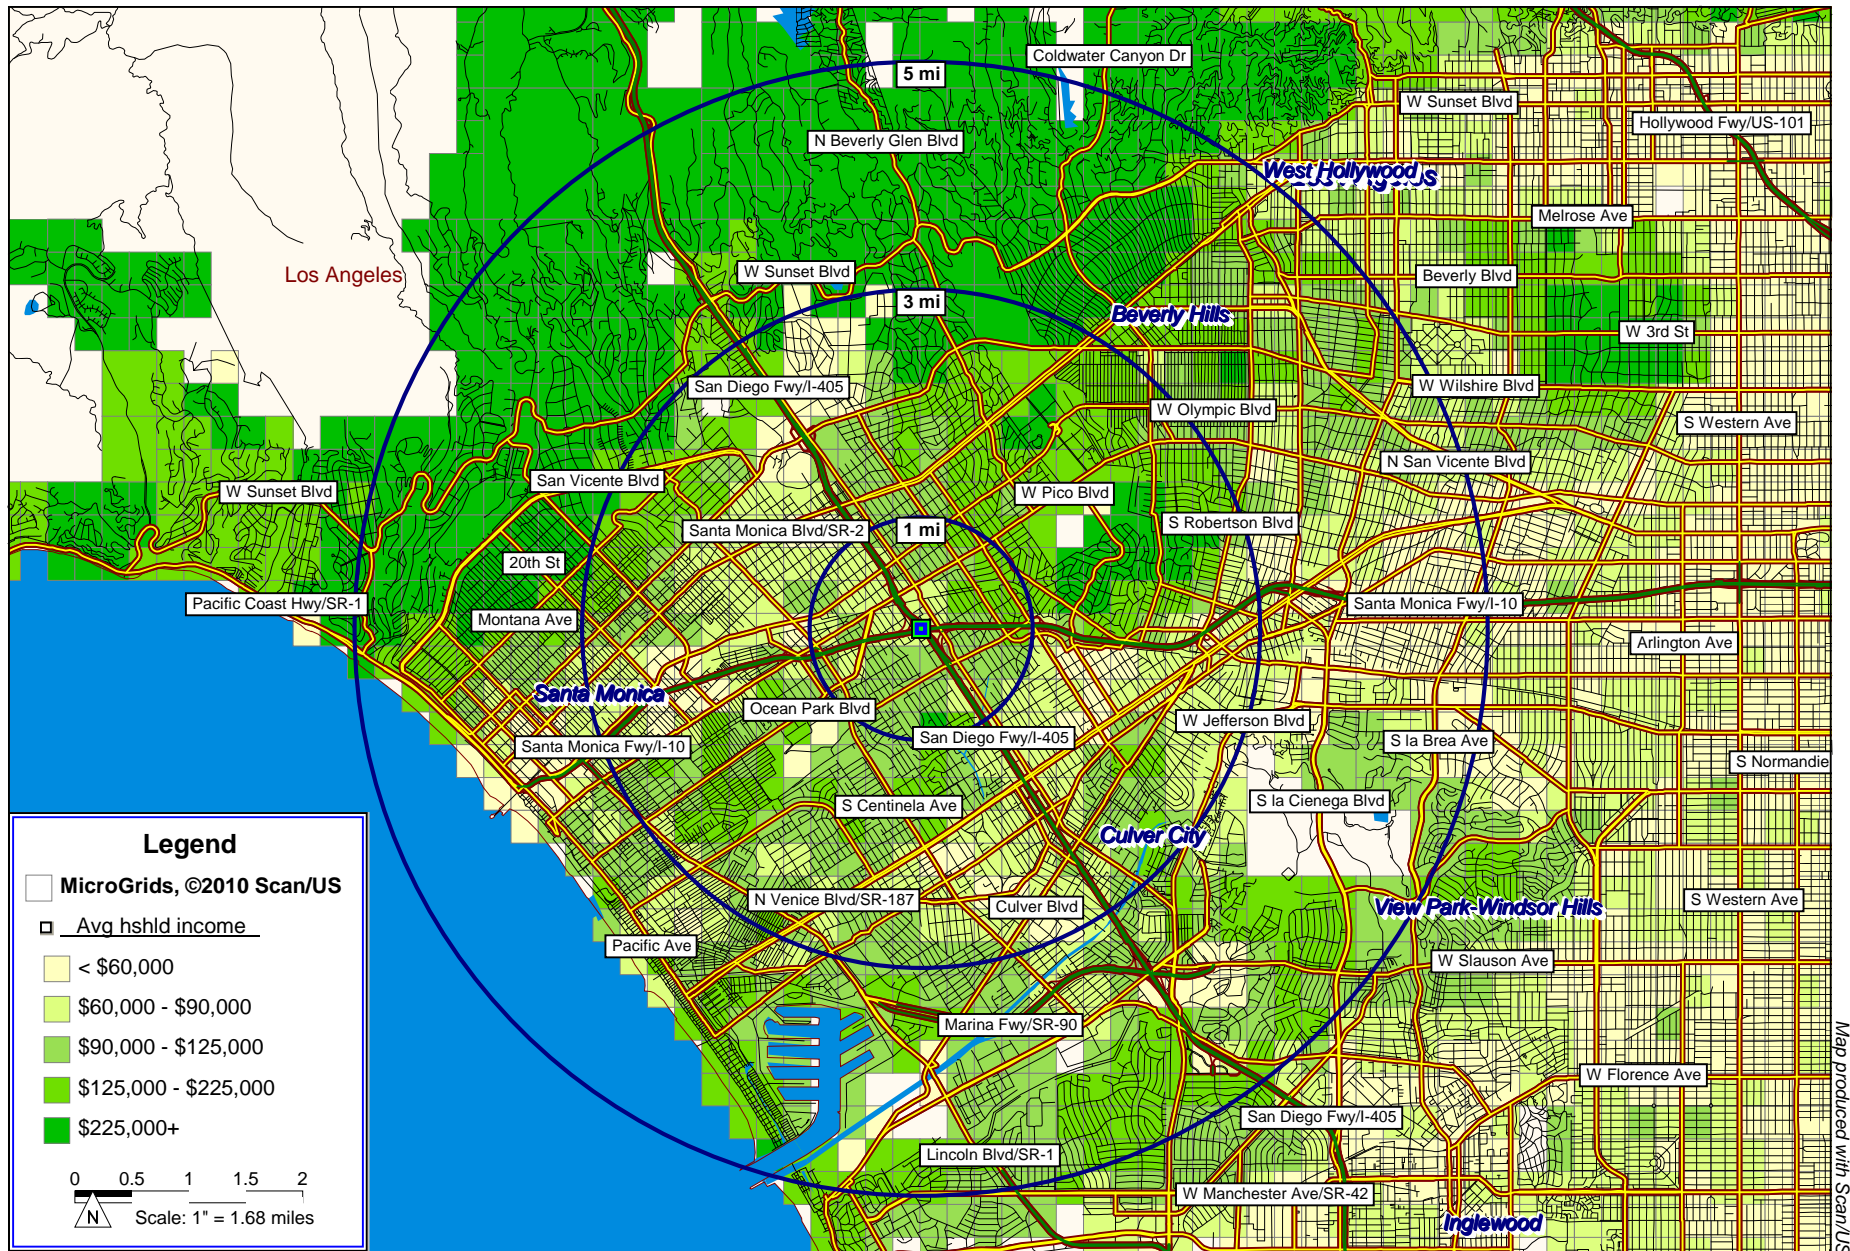 5 mi
Coldwater Canyon Dr
W Sunset Blvd
Hollywood Fwy/US-101
N Beverly Glen Blvd
West Hollywood
Melrose Ave
Los Angeles
W Sunset Blvd
Beverly Blvd
3 mi
Beverly Hills
W 3rd St
San Diego Fwy/I-405
W Wilshire Blvd
W Olympic Blvd
S Western Ave
N San Vicente Blvd
San Vicente Blvd
W Sunset Blvd
W Pico Blvd
1 mi
Santa Monica Blvd/SR-2
S Robertson Blvd
20th St
Pacific Coast Hwy/SR-1
Santa Monica Fwy/I-10
Montana Ave
Arlington Ave
Santa Monica
Ocean Park Blvd
W Jefferson Blvd
San Diego Fwy/I-405
S la Brea Ave
Santa Monica Fwy/I-10
S Normandie
S la Cienega Blvd
S Centinela Ave
Culver City
N Venice Blvd/SR-187
Culver Blvd
View Park-Windsor Hills
S Western Ave
Pacific Ave
W Slauson Ave
Marina Fwy/SR-90
W Florence Ave
San Diego Fwy/I-405
Lincoln Blvd/SR-1
W Manchester Ave/SR-42
Inglewood
Legend
MicroGrids, ©2010 Scan/US
Avg hshld income
< $60,000
$60,000 - $90,000
$90,000 - $125,000
$125,000 - $225,000
$225,000+
0 0.5 1 1.5 2
N
Scale: 1" = 1.68 miles
Map produced with Scan/US